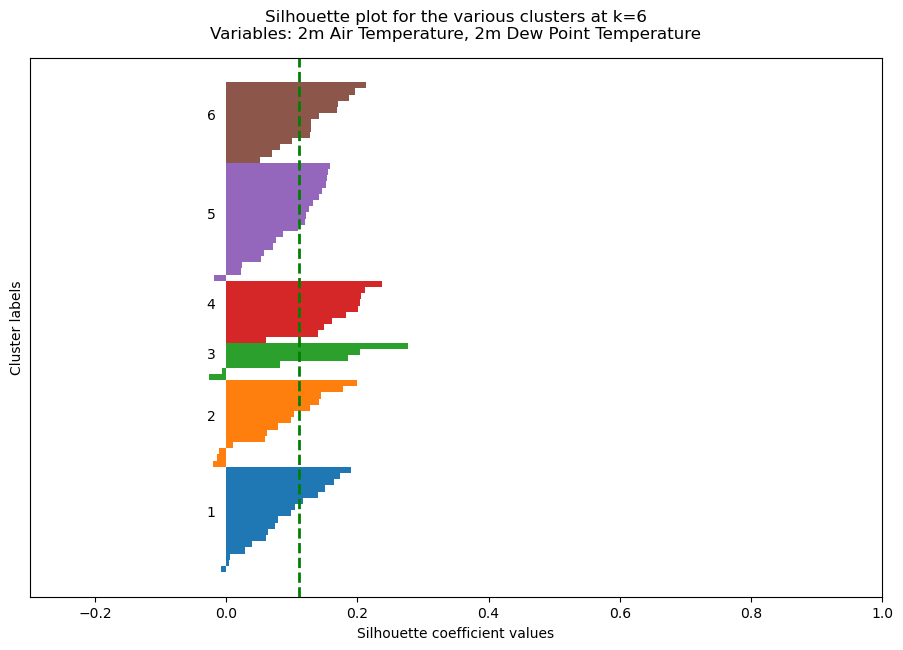 Silhouette plot for the various clusters at k=6
Variables: 2m Air Temperature, 2m Dew Point Temperature
6
5
4
3
2
1
Cluster labels
−0.2 0.0 0.2 0.4 0.6 0.8 1.0
Silhouette coefficient values